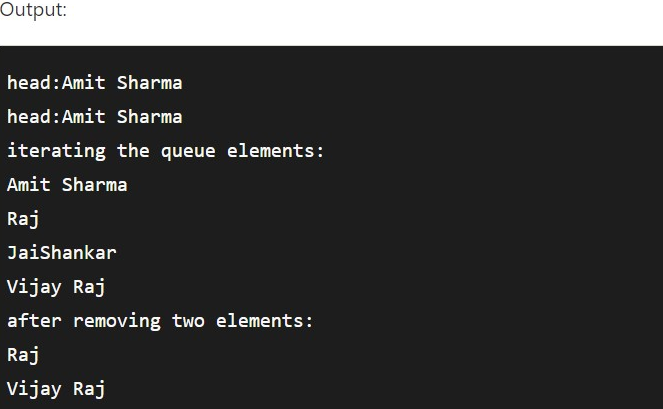 Output:
head:Amit Sharma
head:Amit Sharma
iterating the queue elements:
Amit Sharma
Raj
JaiShankar
Vijay Raj
after removing two elements:
Raj
Vijay Raj